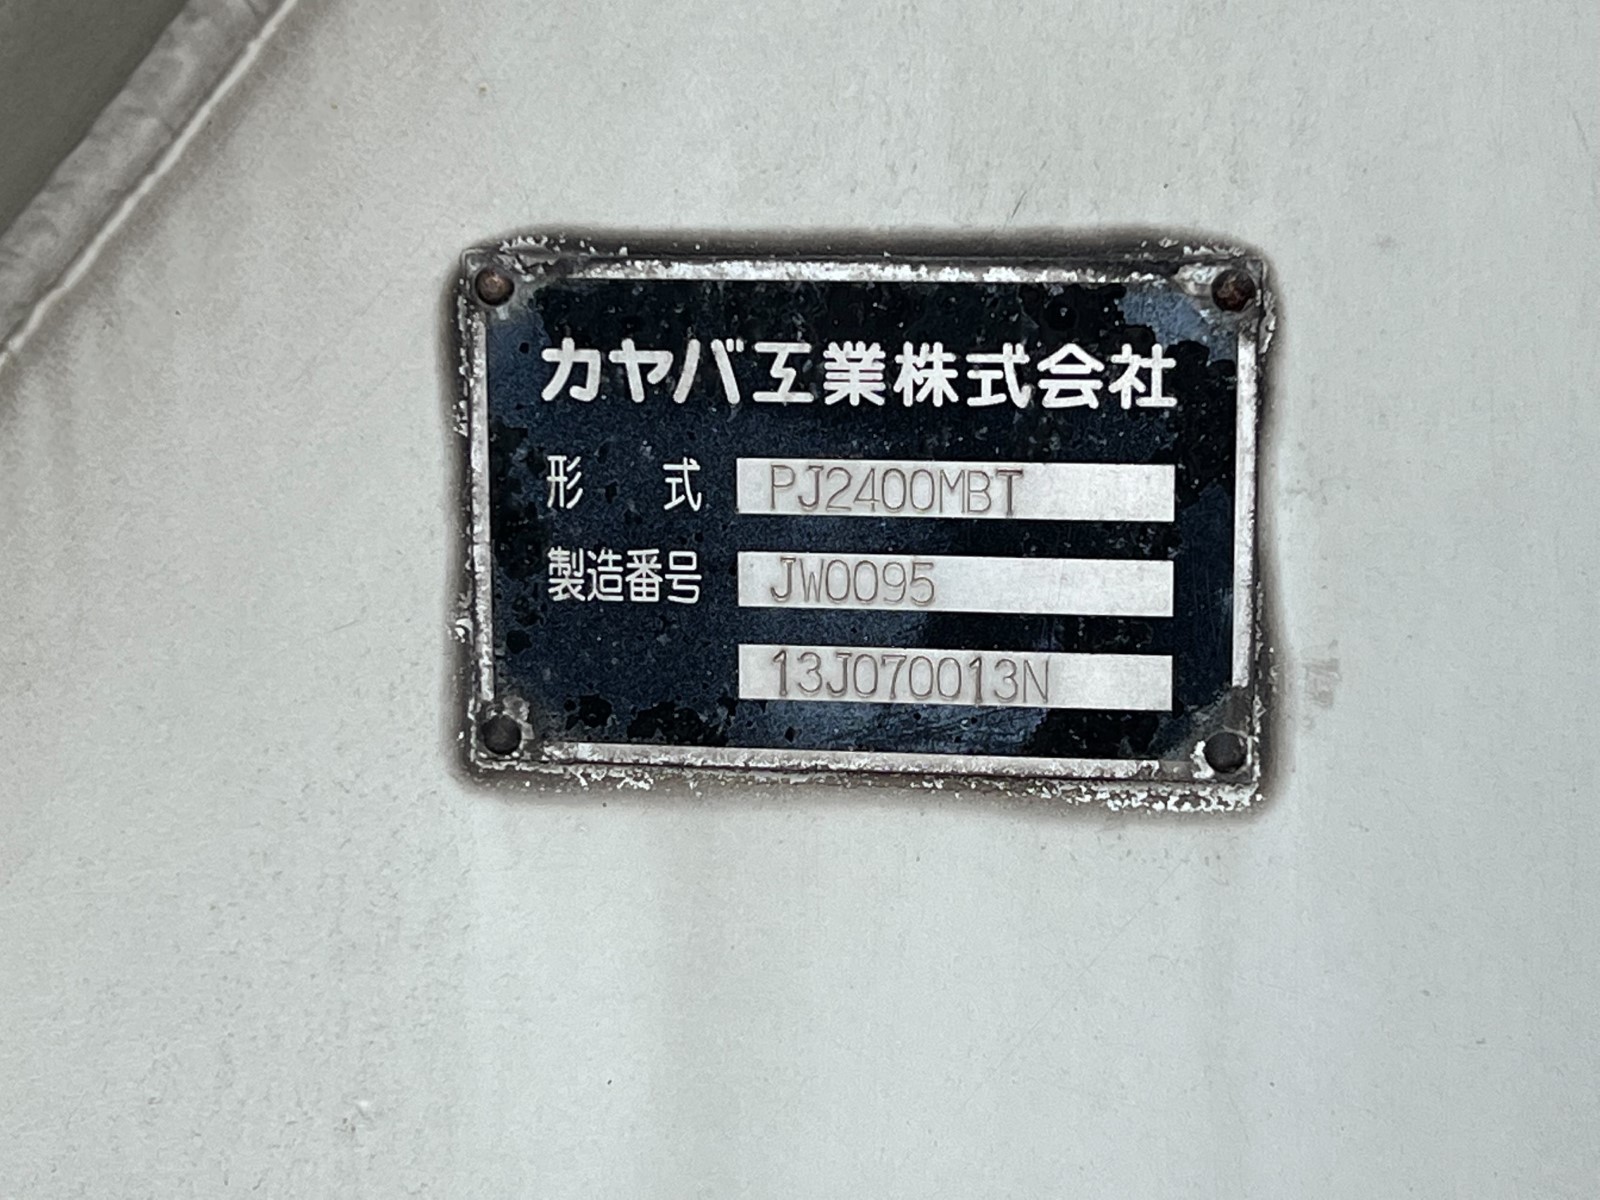 カヤバ工業株式会社
形 式 PJ2400MBT
製造番号 JW0095
13J070013N